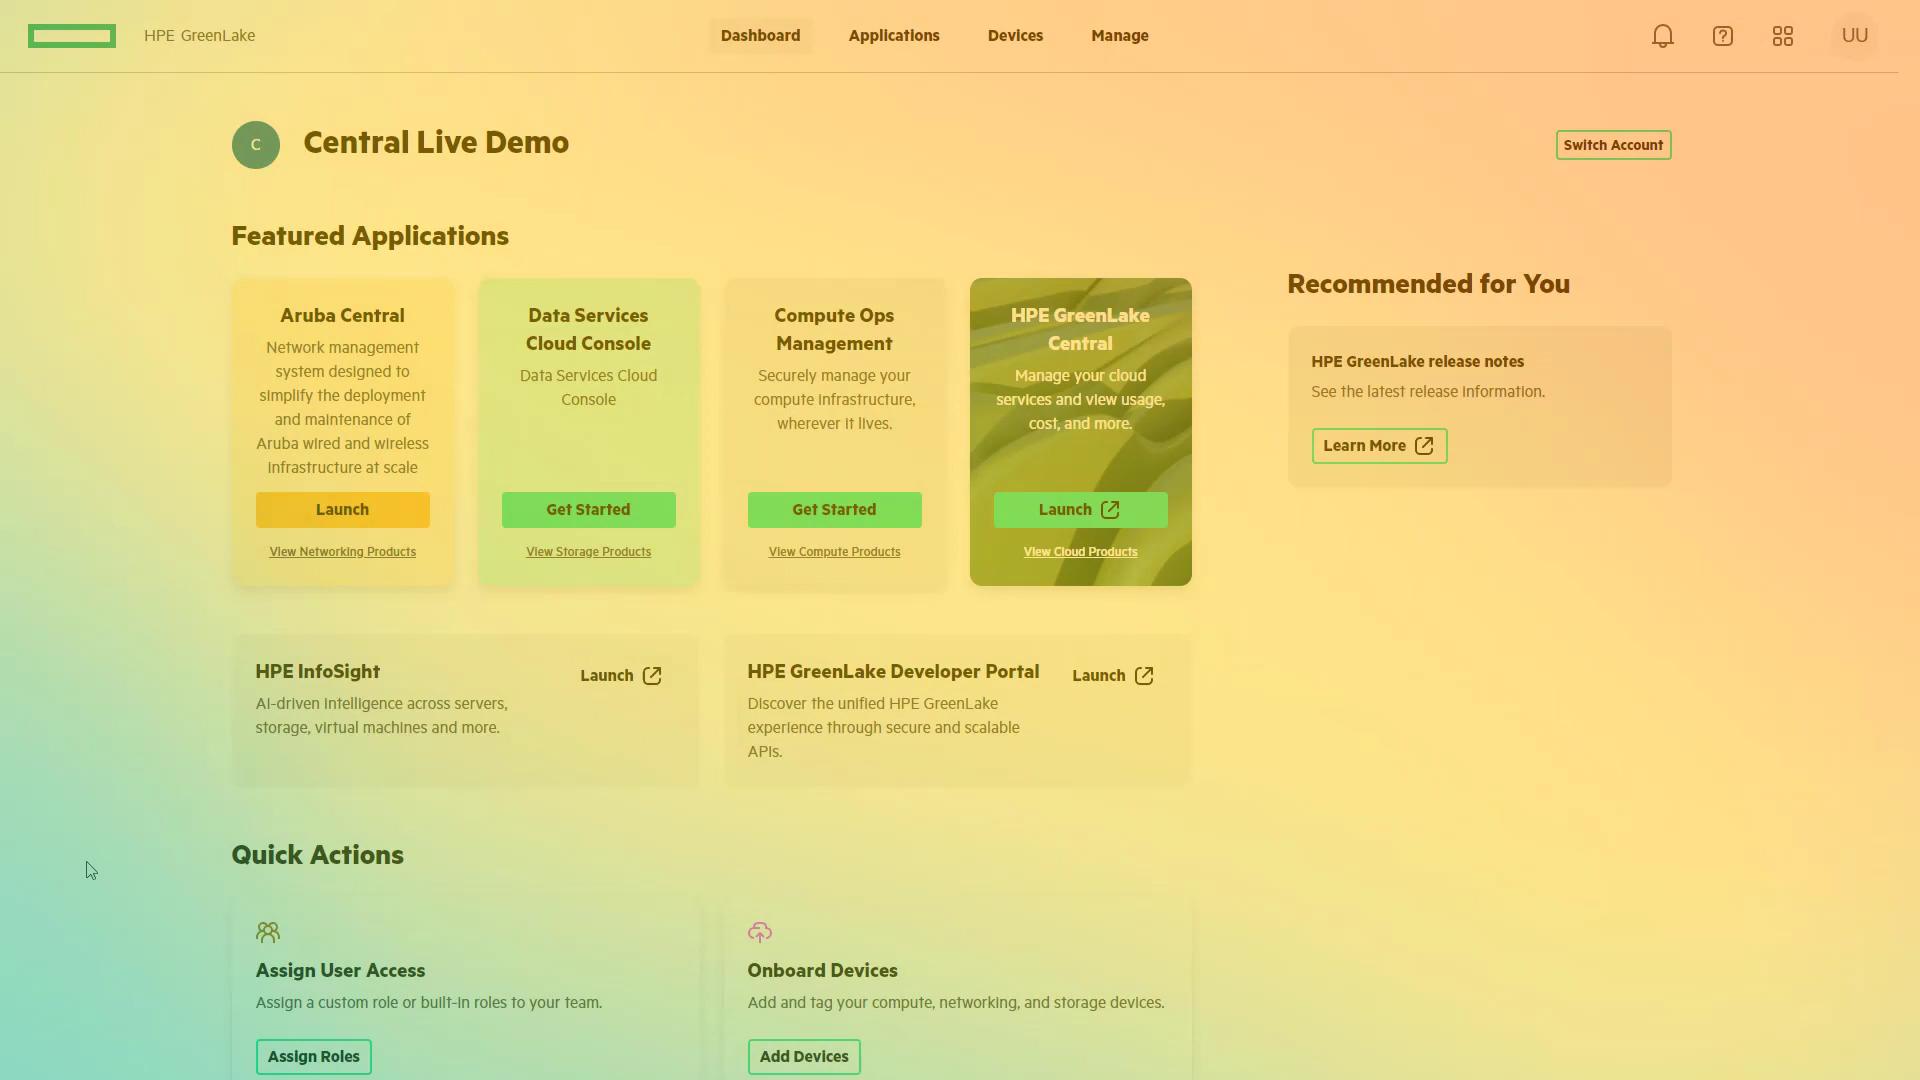 HPE GreenLake
Dashboard
Applications
Devices
Manage
UU
C
Central Live Demo
Switch Account
Featured Applications
Aruba Central
Network management
system designed to
simplify the deployment
and maintenance of
Aruba wired and wireless
infrastructure at scale
Launch
View Networking Products
Data Services
Cloud Console
Data Services Cloud
Console
Get Started
View Storage Products
Compute Ops
Management
Securely manage your
compute infrastructure,
wherever it lives.
Get Started
View Compute Products
HPE GreenLake
Central
Manage your cloud
services and view usage,
cost, and more.
Launch
View Cloud Products
Recommended for You
HPE GreenLake release notes
See the latest release information.
Learn More
HPE InfoSight
AI-driven intelligence across servers,
storage, virtual machines and more.
Launch
HPE GreenLake Developer Portal
Discover the unified HPE GreenLake
experience through secure and scalable
APIs.
Launch
Quick Actions
Assign User Access
Assign a custom role or built-in roles to your team.
Assign Roles
Onboard Devices
Add and tag your compute, networking, and storage devices.
Add Devices